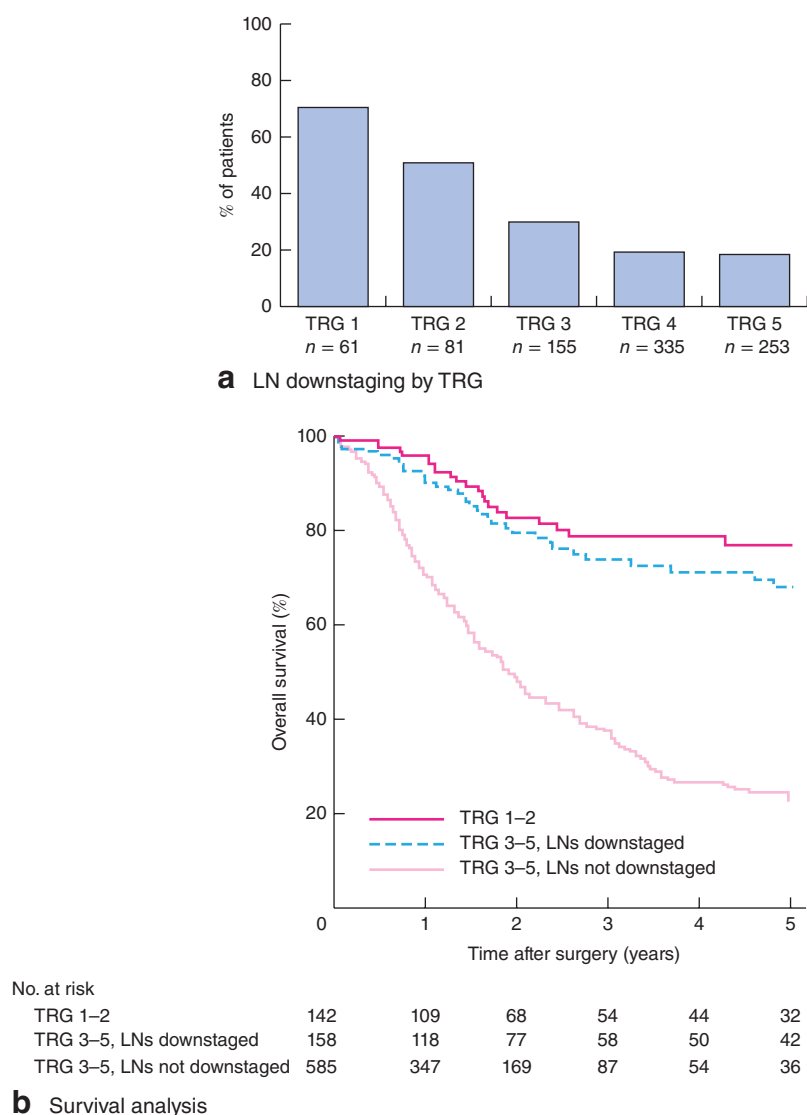 100
80
60
40
20
0
% of patients
TRG 1 TRG 2 TRG 3 TRG 4 TRG 5
n = 61 n = 81 n = 155 n = 335 n = 253
a LN downstaging by TRG
100
80
60
40
20
Overall survival (%)
TRG 1–2
TRG 3–5, LNs downstaged
TRG 3–5, LNs not downstaged
0 1 2 3 4 5
Time after surgery (years)
No. at risk
TRG 1–2 142 109 68 54 44 32
TRG 3–5, LNs downstaged 158 118 77 58 50 42
TRG 3–5, LNs not downstaged 585 347 169 87 54 36
b Survival analysis